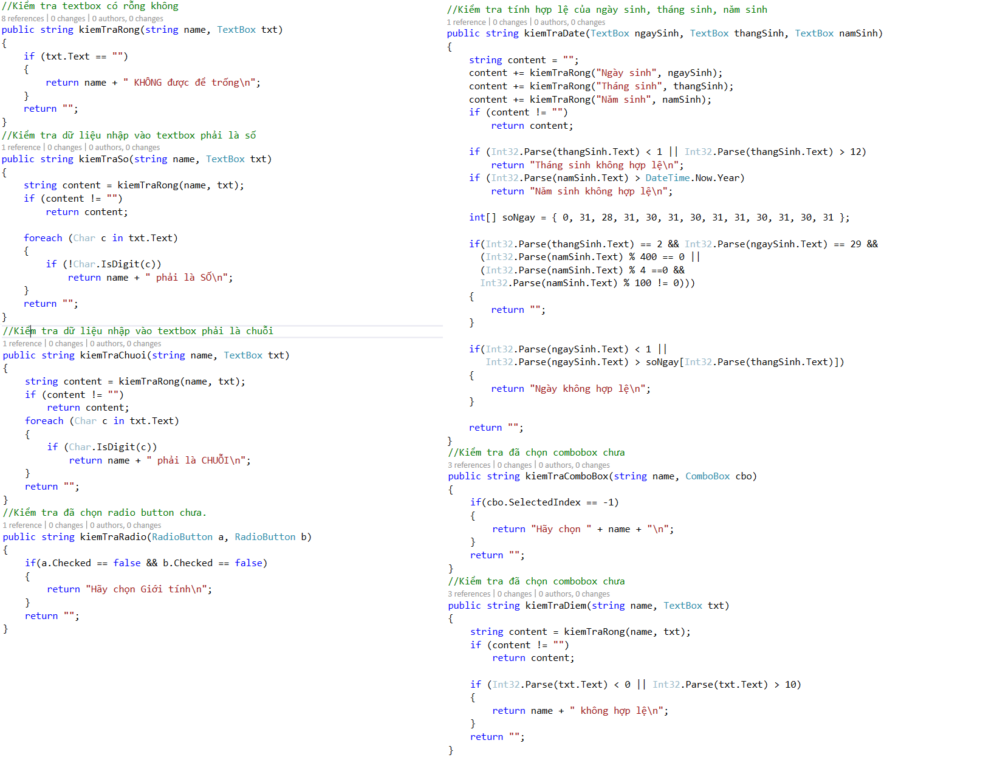 //Kiểm tra textbox có rỗng không
8 references | 0 changes | 0 authors, 0 changes
public string kiemTraRong(string name, TextBox txt)
{
    if (txt.Text == "")
    {
        return name + " KHÔNG được để trống\n";
    }
    return "";
}
//Kiểm tra dữ liệu nhập vào textbox phải là số
1 reference | 0 changes | 0 authors, 0 changes
public string kiemTraSo(string name, TextBox txt)
{
    string content = kiemTraRong(name, txt);
    if (content != "")
        return content;

    foreach (Char c in txt.Text)
    {
        if (!Char.IsDigit(c))
            return name + " phải là SỐ\n";
    }
    return "";
}
//Kiểm tra dữ liệu nhập vào textbox phải là chuỗi
1 reference | 0 changes | 0 authors, 0 changes
public string kiemTraChuoi(string name, TextBox txt)
{
    string content = kiemTraRong(name, txt);
    if (content != "")
        return content;
    foreach (Char c in txt.Text)
    {
        if (Char.IsDigit(c))
            return name + " phải là CHUỖI\n";
    }
    return "";
}
//Kiểm tra đã chọn radio button chưa.
1 reference | 0 changes | 0 authors, 0 changes
public string kiemTraRadio(RadioButton a, RadioButton b)
{
    if(a.Checked == false && b.Checked == false)
    {
        return "Hãy chọn Giới tính\n";
    }
    return "";
}
//Kiểm tra tính hợp lệ của ngày sinh, tháng sinh, năm sinh
1 reference | 0 changes | 0 authors, 0 changes
public string kiemTraDate(TextBox ngaySinh, TextBox thangSinh, TextBox namSinh)
{
    string content = "";
    content += kiemTraRong("Ngày sinh", ngaySinh);
    content += kiemTraRong("Tháng sinh", thangSinh);
    content += kiemTraRong("Năm sinh", namSinh);
    if (content != "")
        return content;

    if (Int32.Parse(thangSinh.Text) < 1 || Int32.Parse(thangSinh.Text) > 12)
        return "Tháng sinh không hợp lệ\n";
    if (Int32.Parse(namSinh.Text) > DateTime.Now.Year)
        return "Năm sinh không hợp lệ\n";

    int[] soNgay = { 0, 31, 28, 31, 30, 31, 30, 31, 31, 30, 31, 30, 31 };

    if(Int32.Parse(thangSinh.Text) == 2 && Int32.Parse(ngaySinh.Text) == 29 &&
      (Int32.Parse(namSinh.Text) % 400 == 0 ||
      (Int32.Parse(namSinh.Text) % 4 ==0 &&
      Int32.Parse(namSinh.Text) % 100 != 0)))
    {
        return "";
    }

    if(Int32.Parse(ngaySinh.Text) < 1 ||
       Int32.Parse(ngaySinh.Text) > soNgay[Int32.Parse(thangSinh.Text)])
    {
        return "Ngày không hợp lệ\n";
    }

    return "";
}
//Kiểm tra đã chọn combobox chưa
3 references | 0 changes | 0 authors, 0 changes
public string kiemTraComboBox(string name, ComboBox cbo)
{
    if(cbo.SelectedIndex == -1)
    {
        return "Hãy chọn " + name + "\n";
    }
    return "";
}
//Kiểm tra đã chọn combobox chưa
3 references | 0 changes | 0 authors, 0 changes
public string kiemTraDiem(string name, TextBox txt)
{
    string content = kiemTraRong(name, txt);
    if (content != "")
        return content;

    if (Int32.Parse(txt.Text) < 0 || Int32.Parse(txt.Text) > 10)
    {
        return name + " không hợp lệ\n";
    }
    return "";
}